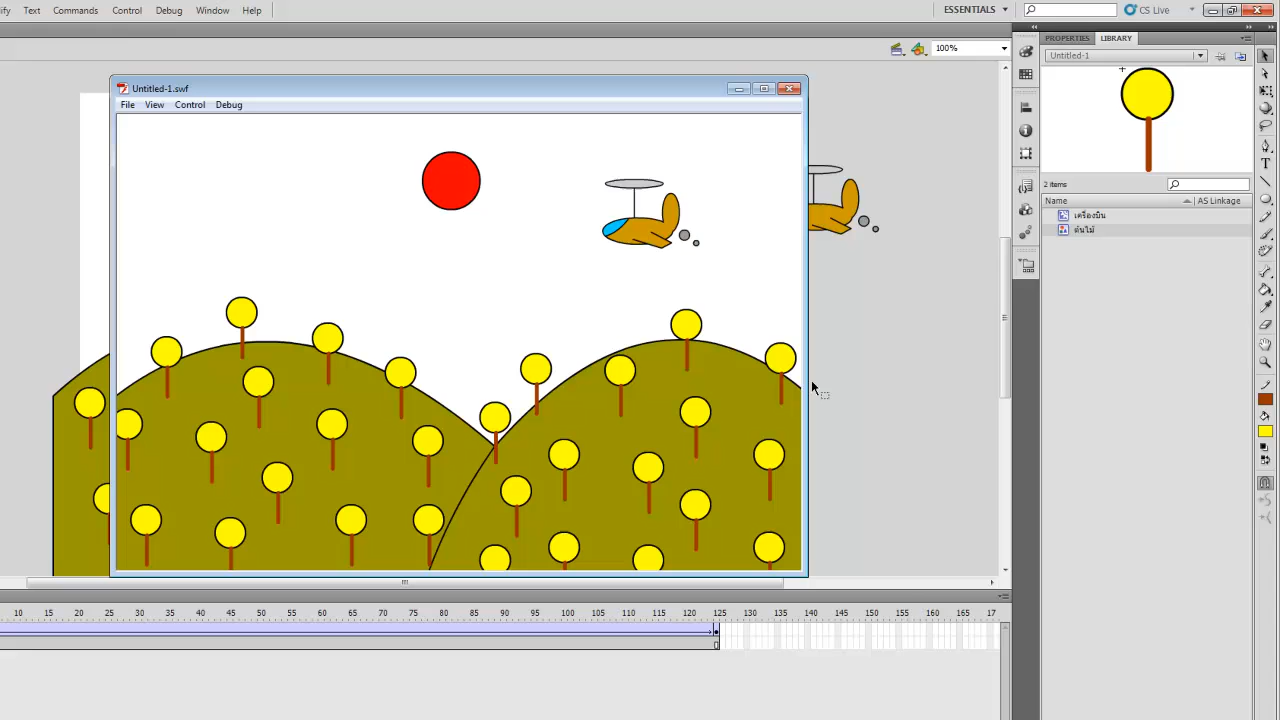 ify Text Commands Control Debug Window Help ESSENTIALS CS Live
100%
PROPERTIES LIBRARY
Untitled-1
Untitled-1.swf
File View Control Debug
2 items
Name AS Linkage
เครื่องบิน
ต้นไม้
10 15 20 25 30 35 40 45 50 55 60 65 70 75 80 85 90 95 100 105 110 115 120 125 130 135 140 145 150 155 160 165 17